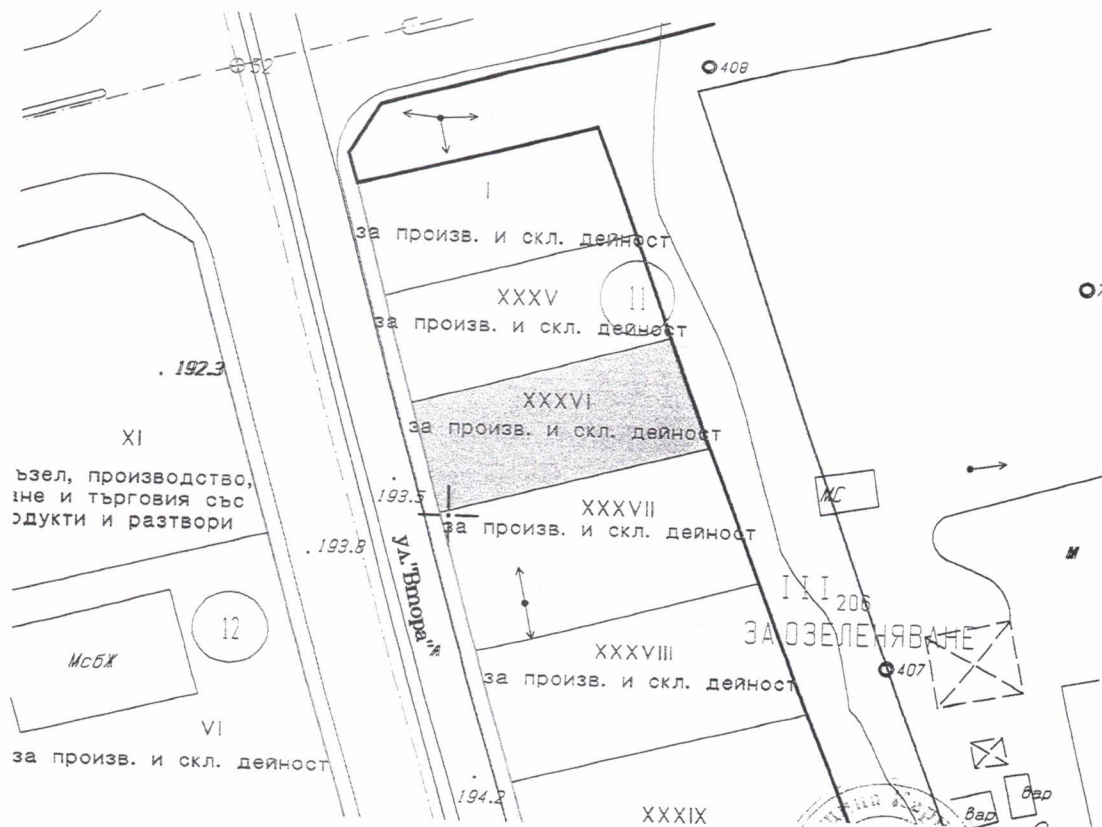 52
408
I
за произв. и скл. дейност
XXXV
11
за произв. и скл. дейност
192.3
XXXVI
за произв. и скл. дейност
XI
ъзел, производство,
ане и търговия със
одукти и разтвори
193.5
МС
XXXVII
за произв. и скл. дейност
193.8
ул."Втора"
м
III 206
ЗА ОЗЕЛЕНЯВАНЕ
12
МсбЖ
XXXVIII
за произв. и скл. дейност
407
VI
за произв. и скл. дейност
194.2
XXXIX
вар
вар